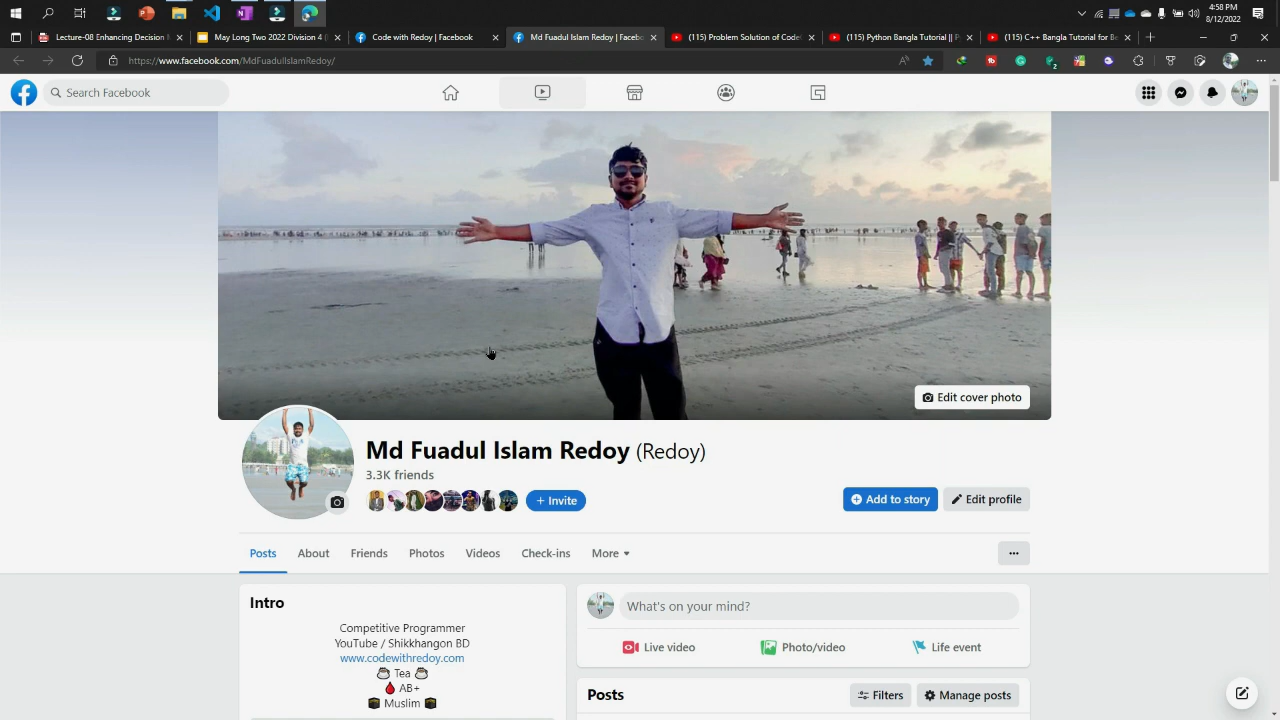 4:58 PM
8/12/2022
Lecture-08 Enhancing Decision M
May Long Two 2022 Division 4 (
Code with Redoy | Facebook
Md Fuadul Islam Redoy | Faceb
(115) Problem Solution of Code
(115) Python Bangla Tutorial || P
(115) C++ Bangla Tutorial for Be
https://www.facebook.com/MdFuadulIslamRedoy/
Search Facebook
Edit cover photo
Md Fuadul Islam Redoy (Redoy)
3.3K friends
+ Invite
Add to story
Edit profile
Posts About Friends Photos Videos Check-ins More
Intro
Competitive Programmer
YouTube / Shikkhangon BD
www.codewithredoy.com
Tea
AB+
Muslim
What's on your mind?
Live video
Photo/video
Life event
Posts
Filters
Manage posts